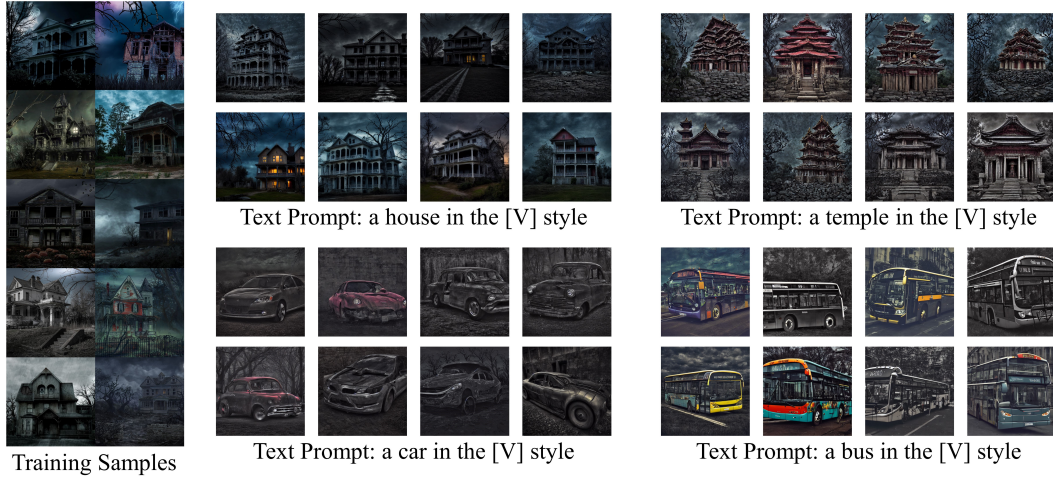 Text Prompt: a house in the [V] style
Text Prompt: a temple in the [V] style
Text Prompt: a car in the [V] style
Text Prompt: a bus in the [V] style
Training Samples